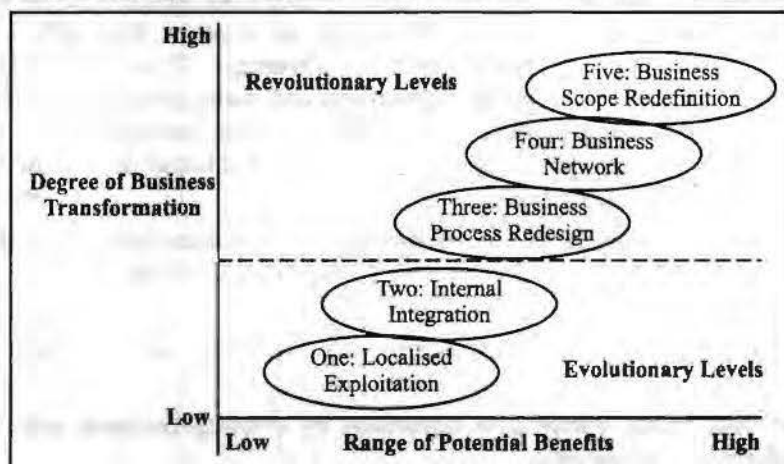 High
Revolutionary Levels
Five: Business
Scope Redefinition
Four: Business
Network
Degree of Business
Transformation
Three: Business
Process Redesign
Two: Internal
Integration
One: Localised
Exploitation
Evolutionary Levels
Low
Low
Range of Potential Benefits
High